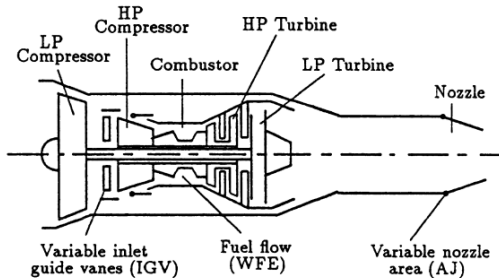 HP
Compressor
LP
Compressor
Combustor
HP Turbine
LP Turbine
Nozzle
Variable inlet
guide vanes (IGV)
Fuel flow
(WFE)
Variable nozzle
area (AJ)